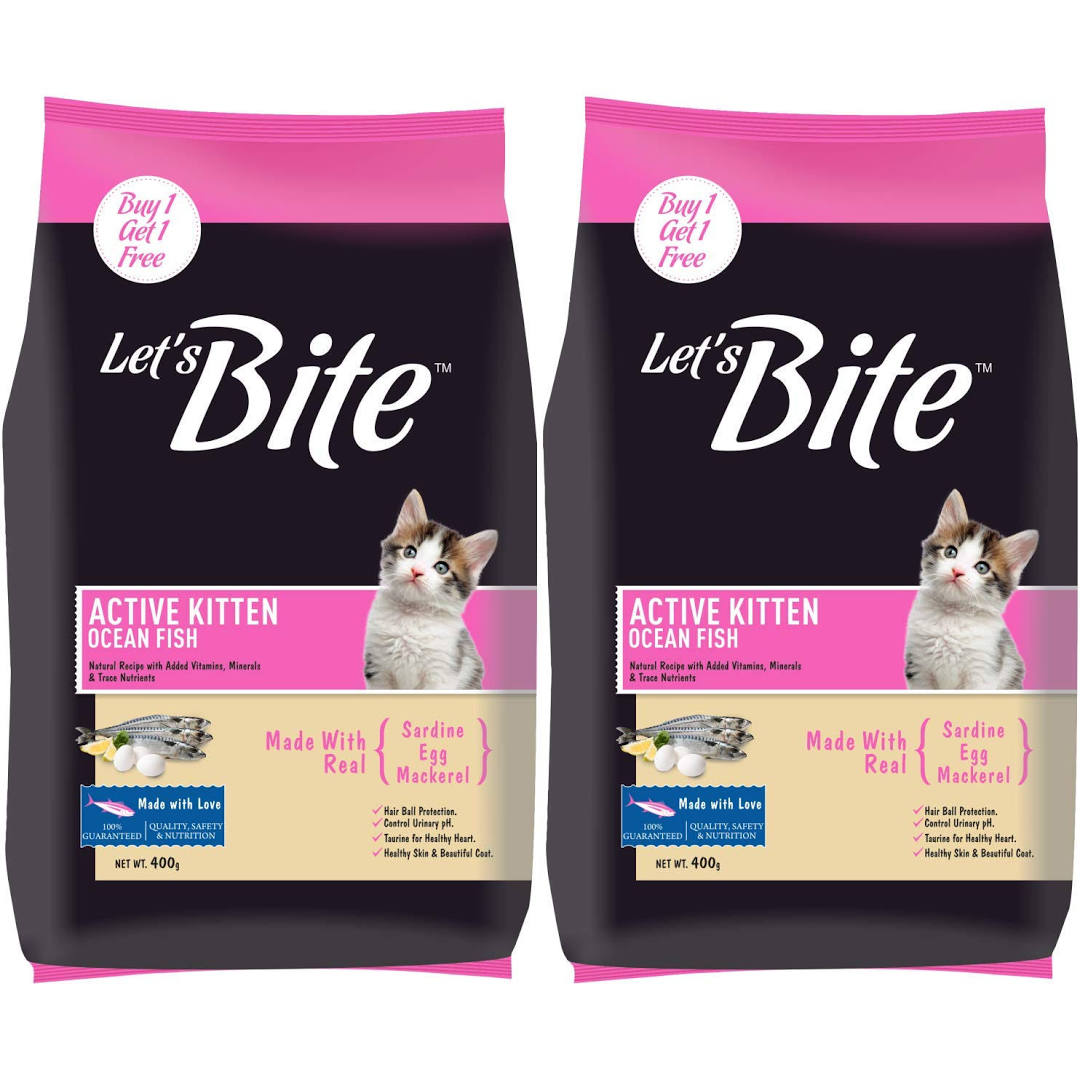 Buy 1
Get 1
Free
Let's Bite™
ACTIVE KITTEN
OCEAN FISH
Natural Recipe with Added Vitamins, Minerals
& Trace Nutrients
Made With
Real
Sardine
Egg
Mackerel
Made with Love
100%
GUARANTEED
QUALITY, SAFETY
& NUTRITION
✓ Hair Ball Protection.
✓ Control Urinary pH.
✓ Taurine for Healthy Heart.
✓ Healthy Skin & Beautiful Coat.
NET WT. 400g
Buy 1
Get 1
Free
Let's Bite™
ACTIVE KITTEN
OCEAN FISH
Natural Recipe with Added Vitamins, Minerals
& Trace Nutrients
Made With
Real
Sardine
Egg
Mackerel
Made with Love
100%
GUARANTEED
QUALITY, SAFETY
& NUTRITION
✓ Hair Ball Protection.
✓ Control Urinary pH.
✓ Taurine for Healthy Heart.
✓ Healthy Skin & Beautiful Coat.
NET WT. 400g